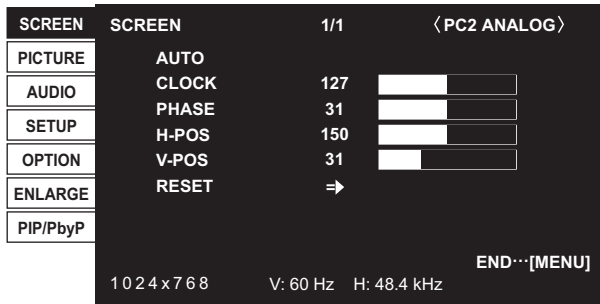 SCREEN
PICTURE
AUDIO
SETUP
OPTION
ENLARGE
PIP/PbyP
SCREEN 1/1 〈PC2 ANALOG〉
AUTO
CLOCK 127
PHASE 31
H-POS 150
V-POS 31
RESET
END···[MENU]
1024x768 V: 60 Hz H: 48.4 kHz